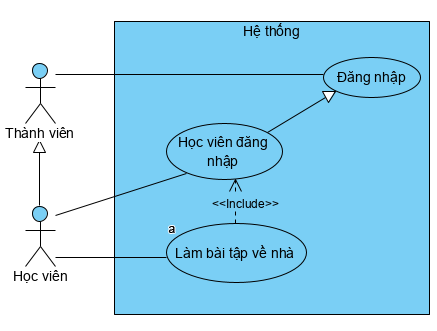 Hệ thống
Đăng nhập
Thành viên
Học viên đăng
nhập
<<Include>>
a
Làm bài tập về nhà
Học viên